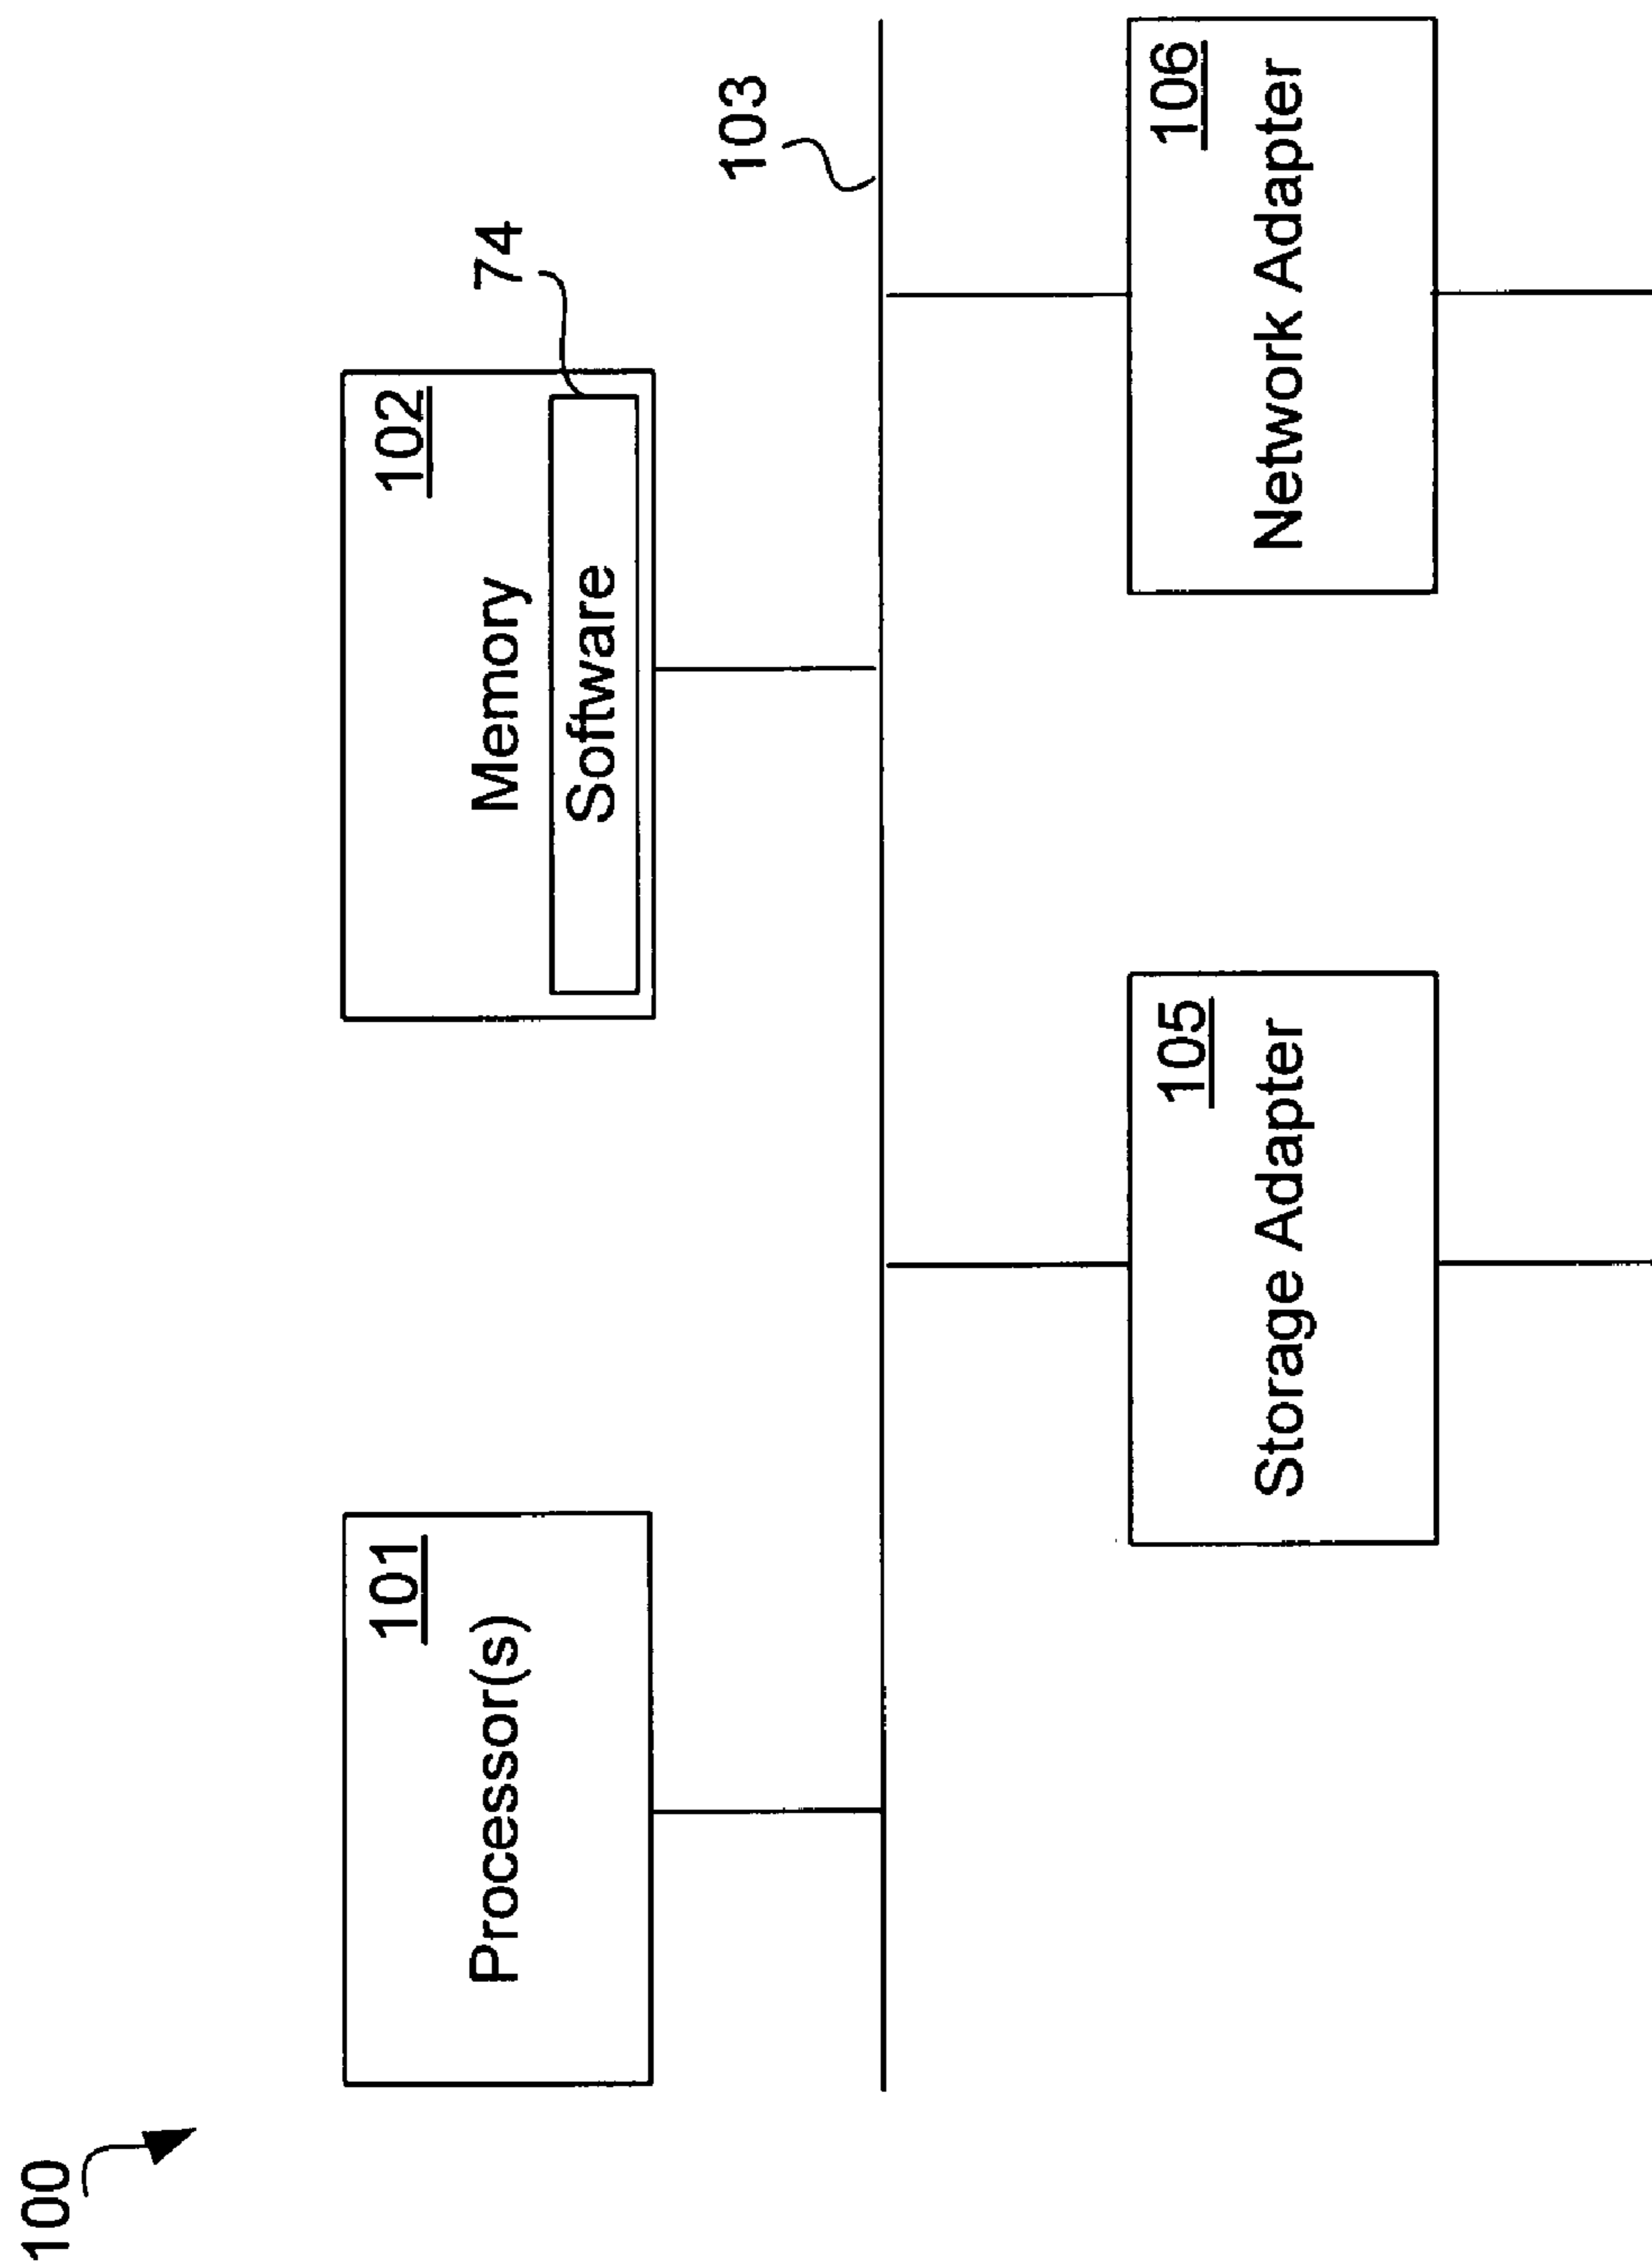 100
101
Processor(s)
102
Memory
Software
74
103
105
Storage Adapter
106
Network Adapter